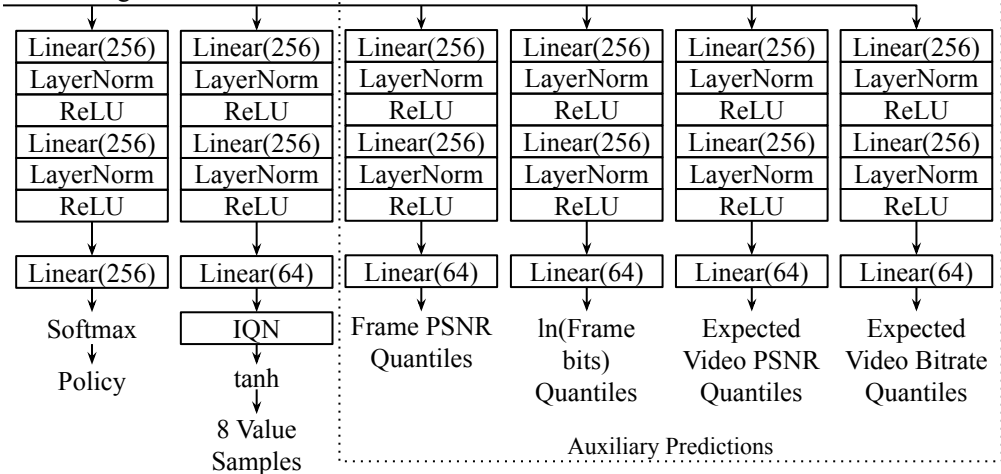 Linear(256)
LayerNorm
ReLU
Linear(256)
LayerNorm
ReLU
Linear(256)
Softmax
Policy
Linear(256)
LayerNorm
ReLU
Linear(256)
LayerNorm
ReLU
Linear(64)
IQN
tanh
8 Value
Samples
Linear(256)
LayerNorm
ReLU
Linear(256)
LayerNorm
ReLU
Linear(64)
Frame PSNR
Quantiles
Linear(256)
LayerNorm
ReLU
Linear(256)
LayerNorm
ReLU
Linear(64)
ln(Frame
bits)
Quantiles
Linear(256)
LayerNorm
ReLU
Linear(256)
LayerNorm
ReLU
Linear(64)
Expected
Video PSNR
Quantiles
Linear(256)
LayerNorm
ReLU
Linear(256)
LayerNorm
ReLU
Linear(64)
Expected
Video Bitrate
Quantiles
Auxiliary Predictions